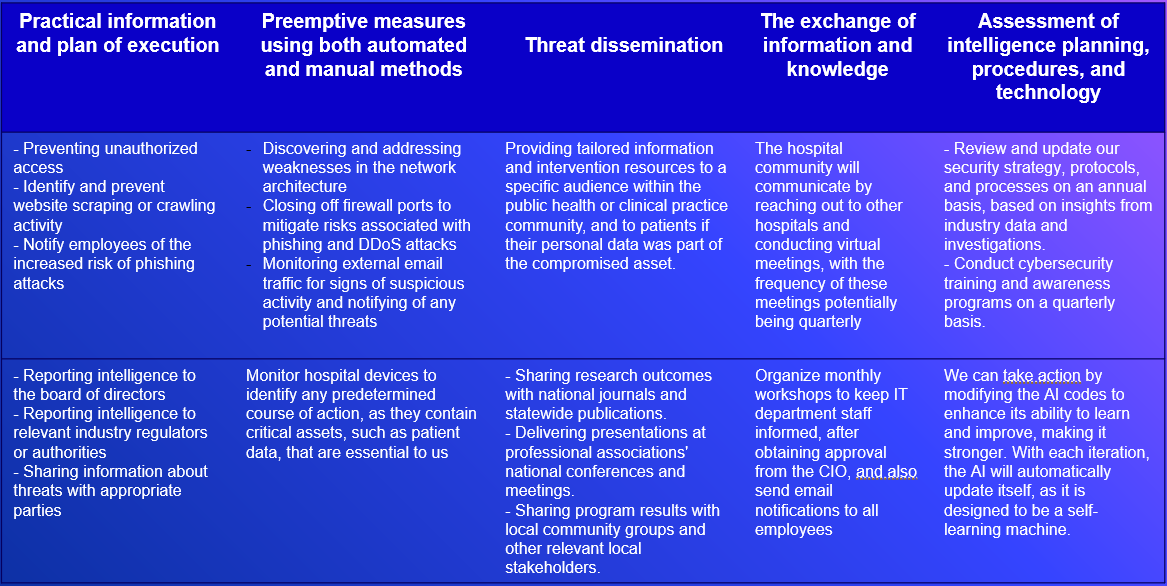 Practical information
and plan of execution
Preemptive measures
using both automated
and manual methods
Threat dissemination
The exchange of
information and
knowledge
Assessment of
intelligence planning,
procedures, and
technology
- Preventing unauthorized
access
- Identify and prevent
website scraping or crawling
activity
- Notify employees of the
increased risk of phishing
attacks
- Discovering and addressing
weaknesses in the network
architecture
- Closing off firewall ports to
mitigate risks associated with
phishing and DDoS attacks
- Monitoring external email
traffic for signs of suspicious
activity and notifying of any
potential threats
Providing tailored information
and intervention resources to a
specific audience within the
public health or clinical practice
community, and to patients if
their personal data was part of
the compromised asset.
The hospital
community will
communicate by
reaching out to other
hospitals and
conducting virtual
meetings, with the
frequency of these
meetings potentially
being quarterly
- Review and update our
security strategy, protocols,
and processes on an annual
basis, based on insights from
industry data and
investigations.
- Conduct cybersecurity
training and awareness
programs on a quarterly
basis.
- Reporting intelligence to
the board of directors
- Reporting intelligence to
relevant industry regulators
or authorities
- Sharing information about
threats with appropriate
parties
Monitor hospital devices to
identify any predetermined
course of action, as they contain
critical assets, such as patient
data, that are essential to us
- Sharing research outcomes
with national journals and
statewide publications.
- Delivering presentations at
professional associations'
national conferences and
meetings.
- Sharing program results with
local community groups and
other relevant local
stakeholders.
Organize monthly
workshops to keep IT
department staff
informed, after
obtaining approval
from the CIO, and also
send email
notifications to all
employees
We can take action by
modifying the AI codes to
enhance its ability to learn
and improve, making it
stronger. With each iteration,
the AI will automatically
update itself, as it is
designed to be a self-
learning machine.